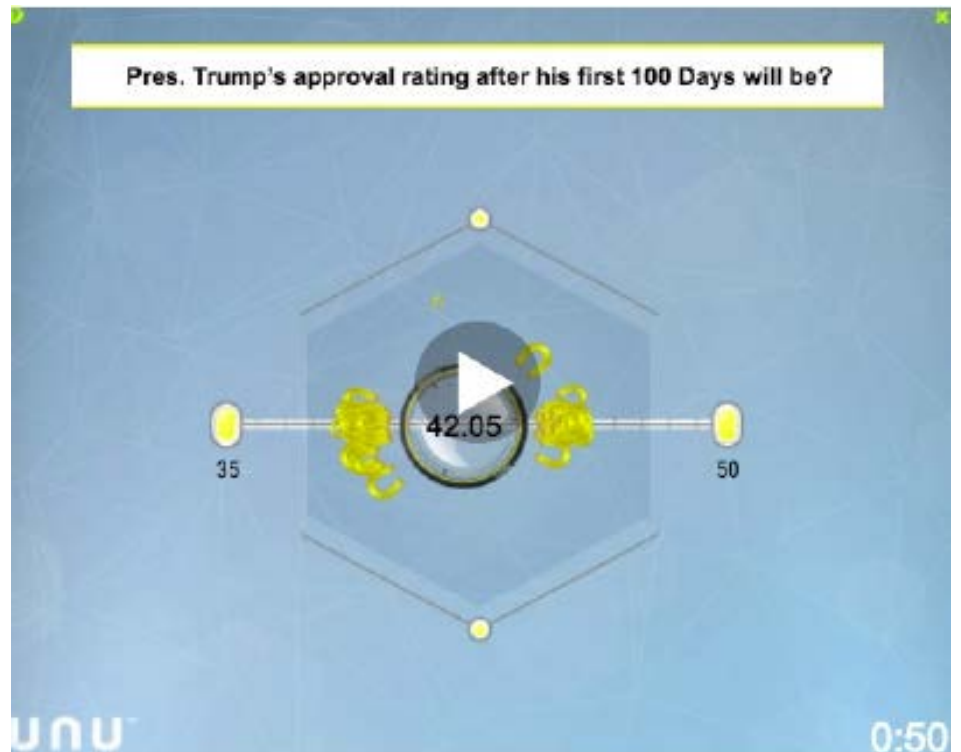 Pres. Trump's approval rating after his first 100 Days will be?
42.05
35
50
UNU
0:50